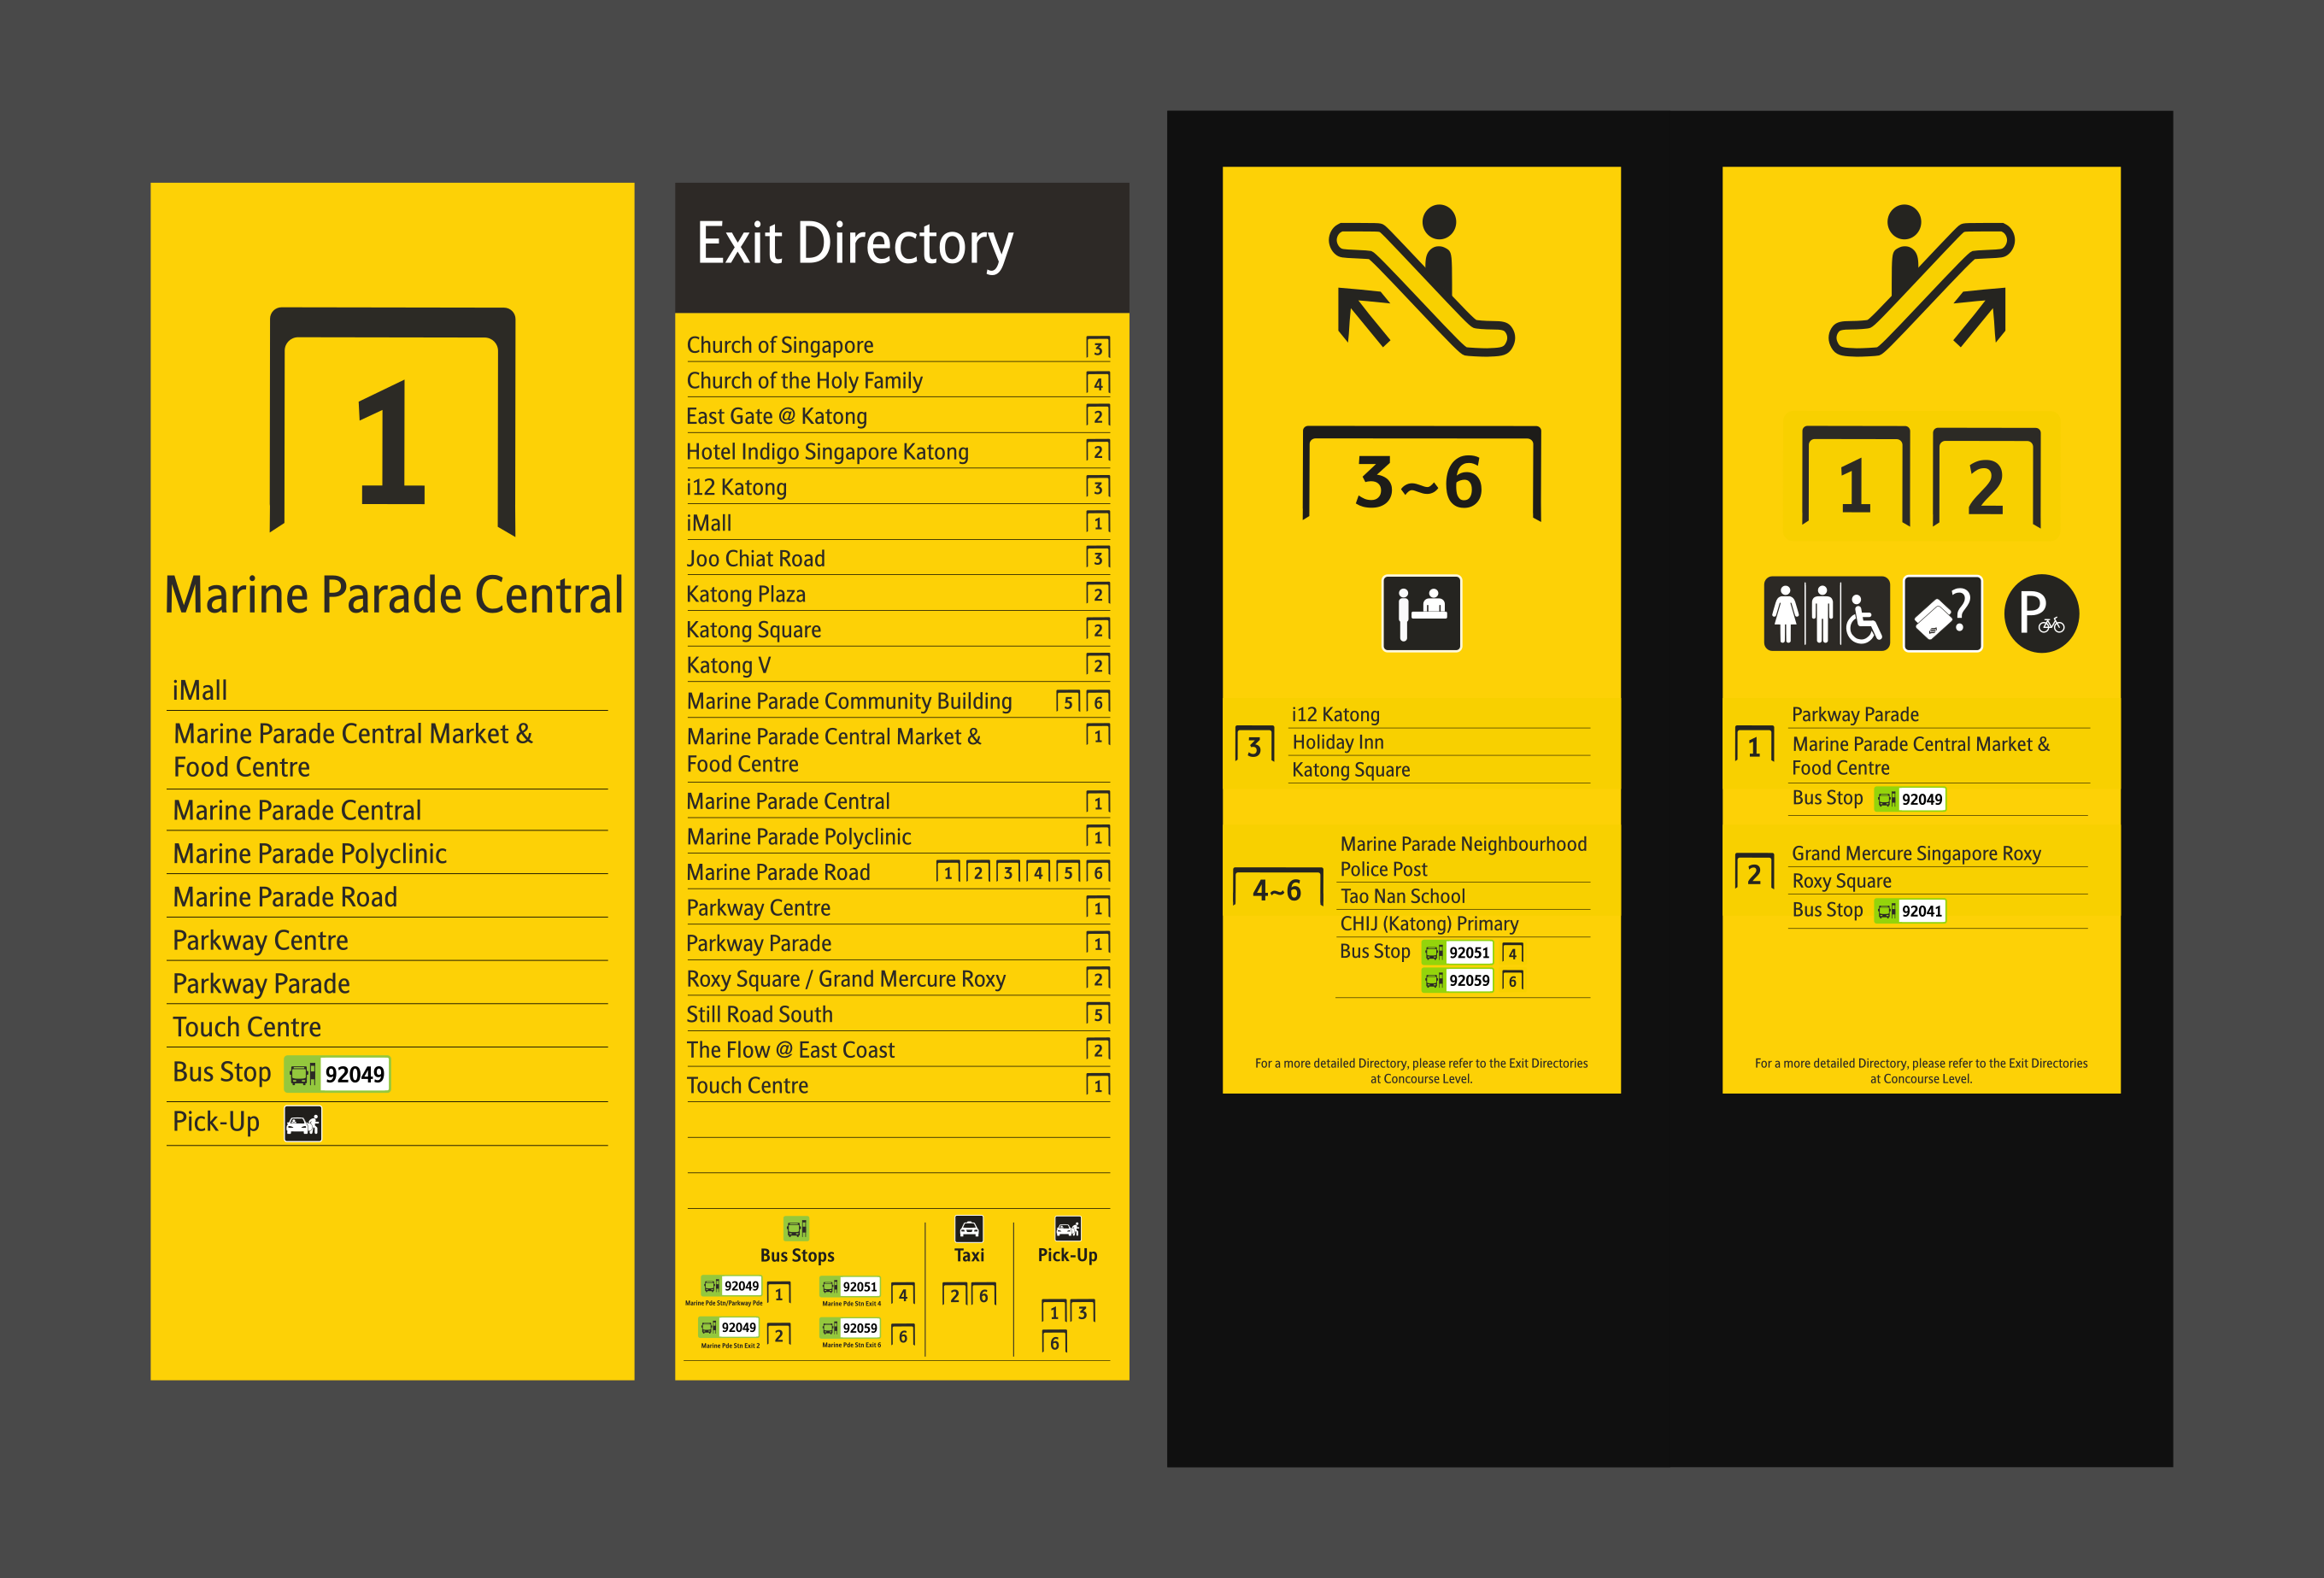 1
Marine Parade Central
iMall
Marine Parade Central Market &
Food Centre
Marine Parade Central
Marine Parade Polyclinic
Marine Parade Road
Parkway Centre
Parkway Parade
Touch Centre
Bus Stop 92049
Pick-Up
Exit Directory
Church of Singapore 3
Church of the Holy Family 4
East Gate @ Katong 2
Hotel Indigo Singapore Katong 2
i12 Katong 3
iMall 1
Joo Chiat Road 3
Katong Plaza 2
Katong Square 2
Katong V 2
Marine Parade Community Building 5 6
Marine Parade Central Market & 1
Food Centre
Marine Parade Central 1
Marine Parade Polyclinic 1
Marine Parade Road 1 2 3 4 5 6
Parkway Centre 1
Parkway Parade 1
Roxy Square / Grand Mercure Roxy 2
Still Road South 5
The Flow @ East Coast 2
Touch Centre 1
Bus Stops
92049 1
Marine Pde Stn/Parkway Pde
92051 4
Marine Pde Stn Exit 4
92049 2
Marine Pde Stn Exit 2
92059 6
Marine Pde Stn Exit 6
Taxi
2 6
Pick-Up
1 3
6
3~6
3
i12 Katong
Holiday Inn
Katong Square
4~6
Marine Parade Neighbourhood
Police Post
Tao Nan School
CHIJ (Katong) Primary
Bus Stop 92051 4
92059 6
For a more detailed Directory, please refer to the Exit Directories
at Concourse Level.
1 2
?
P
1
Parkway Parade
Marine Parade Central Market &
Food Centre
Bus Stop 92049
2
Grand Mercure Singapore Roxy
Roxy Square
Bus Stop 92041
For a more detailed Directory, please refer to the Exit Directories
at Concourse Level.